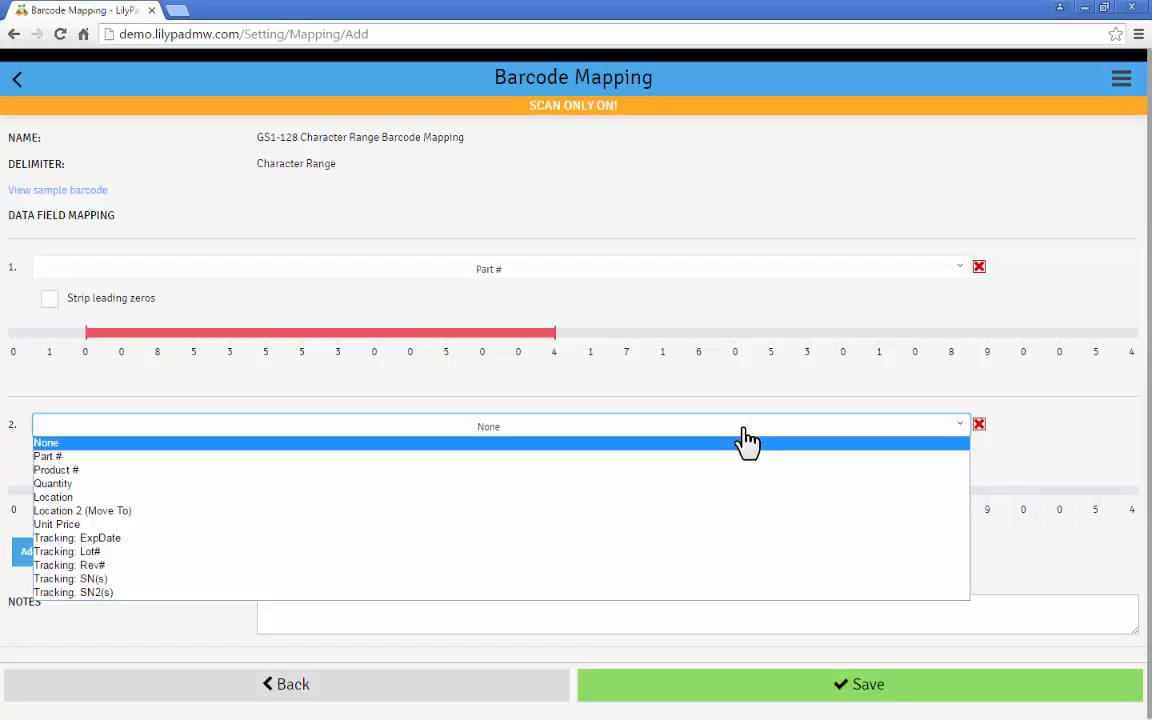 Barcode Mapping - LilyPa
demo.lilypadmw.com/Setting/Mapping/Add
Barcode Mapping
SCAN ONLY ON!
NAME: GS1-128 Character Range Barcode Mapping
DELIMITER: Character Range
View sample barcode
DATA FIELD MAPPING
1. Part #
Strip leading zeros
0 1 0 0 8 5 3 5 5 3 0 0 5 0 0 4 1 7 1 6 0 5 3 0 1 0 8 9 0 0 5 4
2. None
None
Part #
Product #
Quantity
Location
0 9 0 0 5 4
Location 2 (Move To)
Unit Price
Tracking: ExpDate
Ad
Tracking: Lot#
Tracking: Rev#
Tracking: SN(s)
Tracking: SN2(s)
NOTES
Back
Save